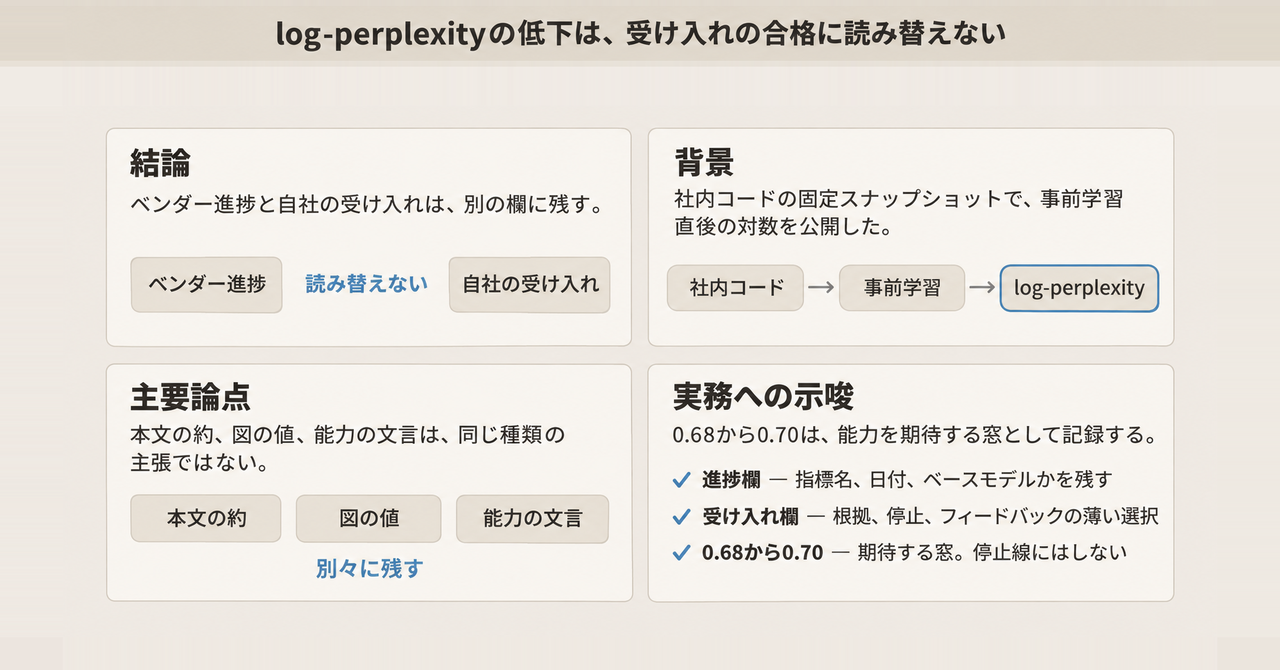 log-perplexityの低下は、受け入れの合格に読み替えない
結論
ベンダー進捗と自社の受け入れは、別の欄に残す。
ベンダー進捗
読み替えない
自社の受け入れ
背景
社内コードの固定スナップショットで、事前学習
直後の対数を公開した。
社内コード
事前学習
log-perplexity
主要論点
本文の約、図の値、能力の文言は、同じ種類の
主張ではない。
本文の約
図の値
能力の文言
別々に残す
実務への示唆
0.68から0.70は、能力を期待する窓として記録する。
進捗欄 — 指標名、日付、ベースモデルかを残す
受け入れ欄 — 根拠、停止、フィードバックの薄い選択
0.68から0.70 — 期待する窓。停止線にはしない